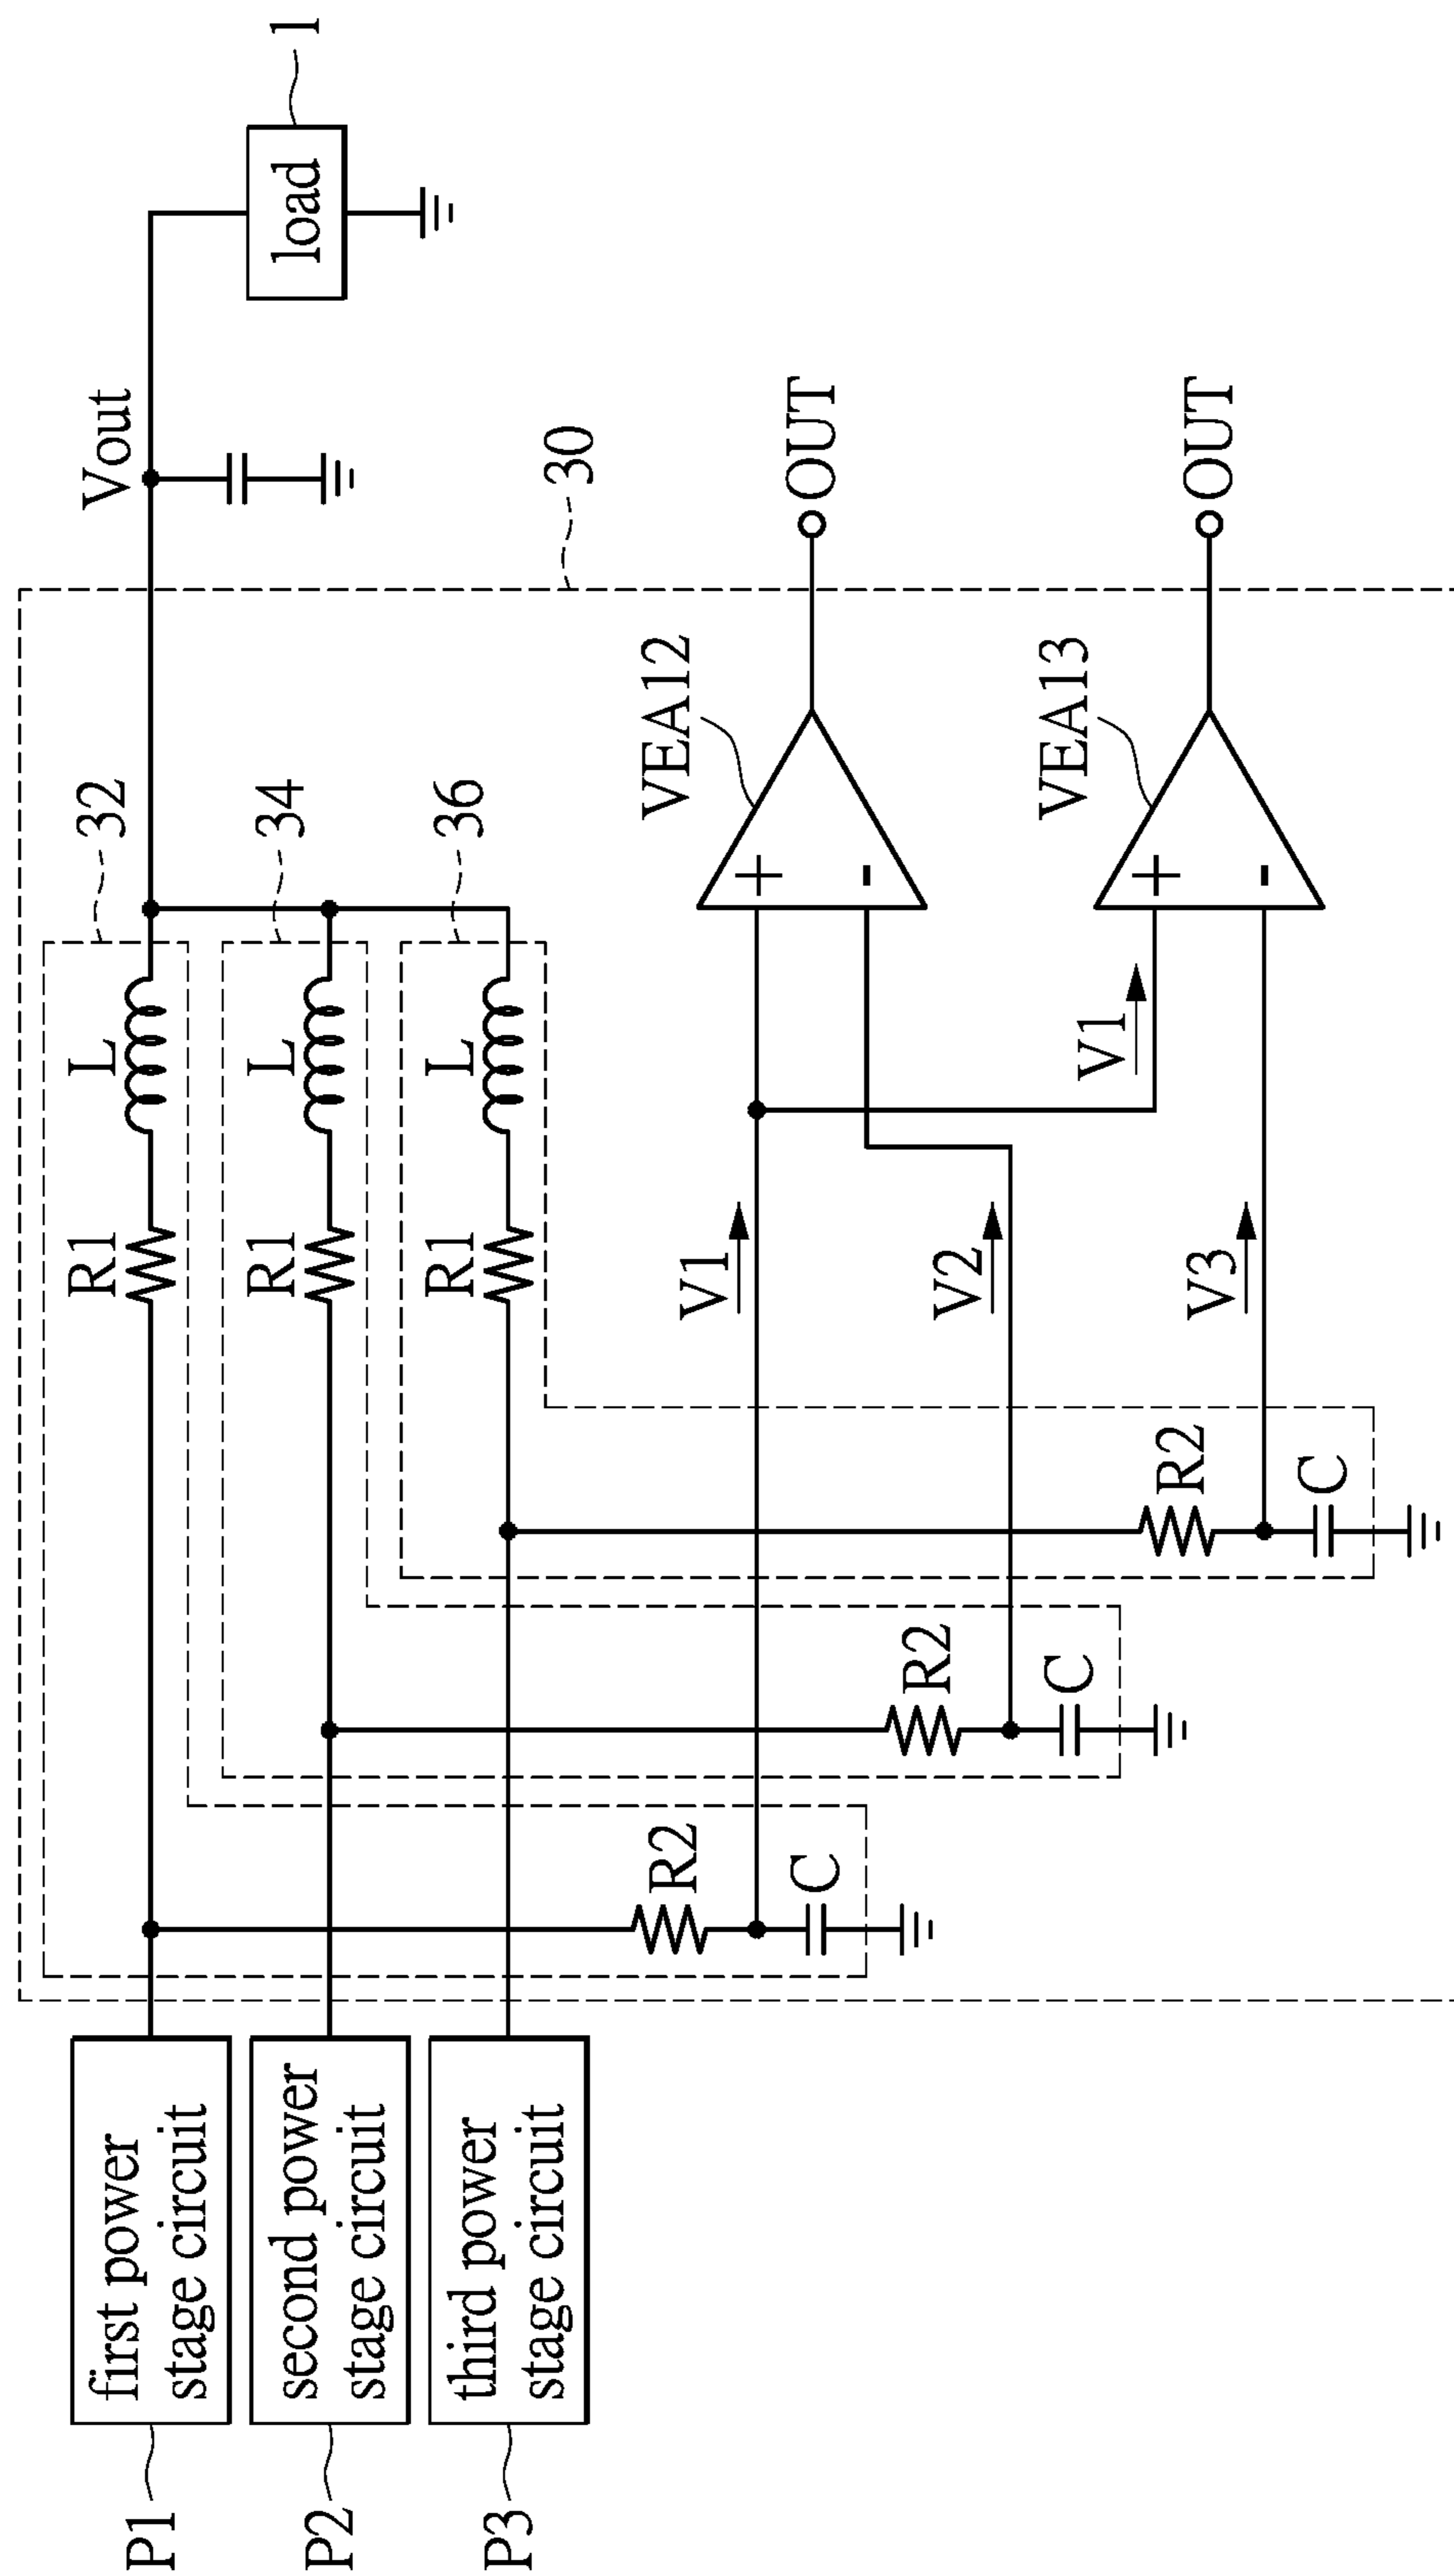 P1
first power
stage circuit
P2
second power
stage circuit
P3
third power
stage circuit
R1
L
32
Vout
load
1
R1
L
34
R1
L
36
30
R2
C
R2
C
R2
C
V1
V2
V1
V3
VEA12
+
-
OUT
VEA13
+
-
OUT